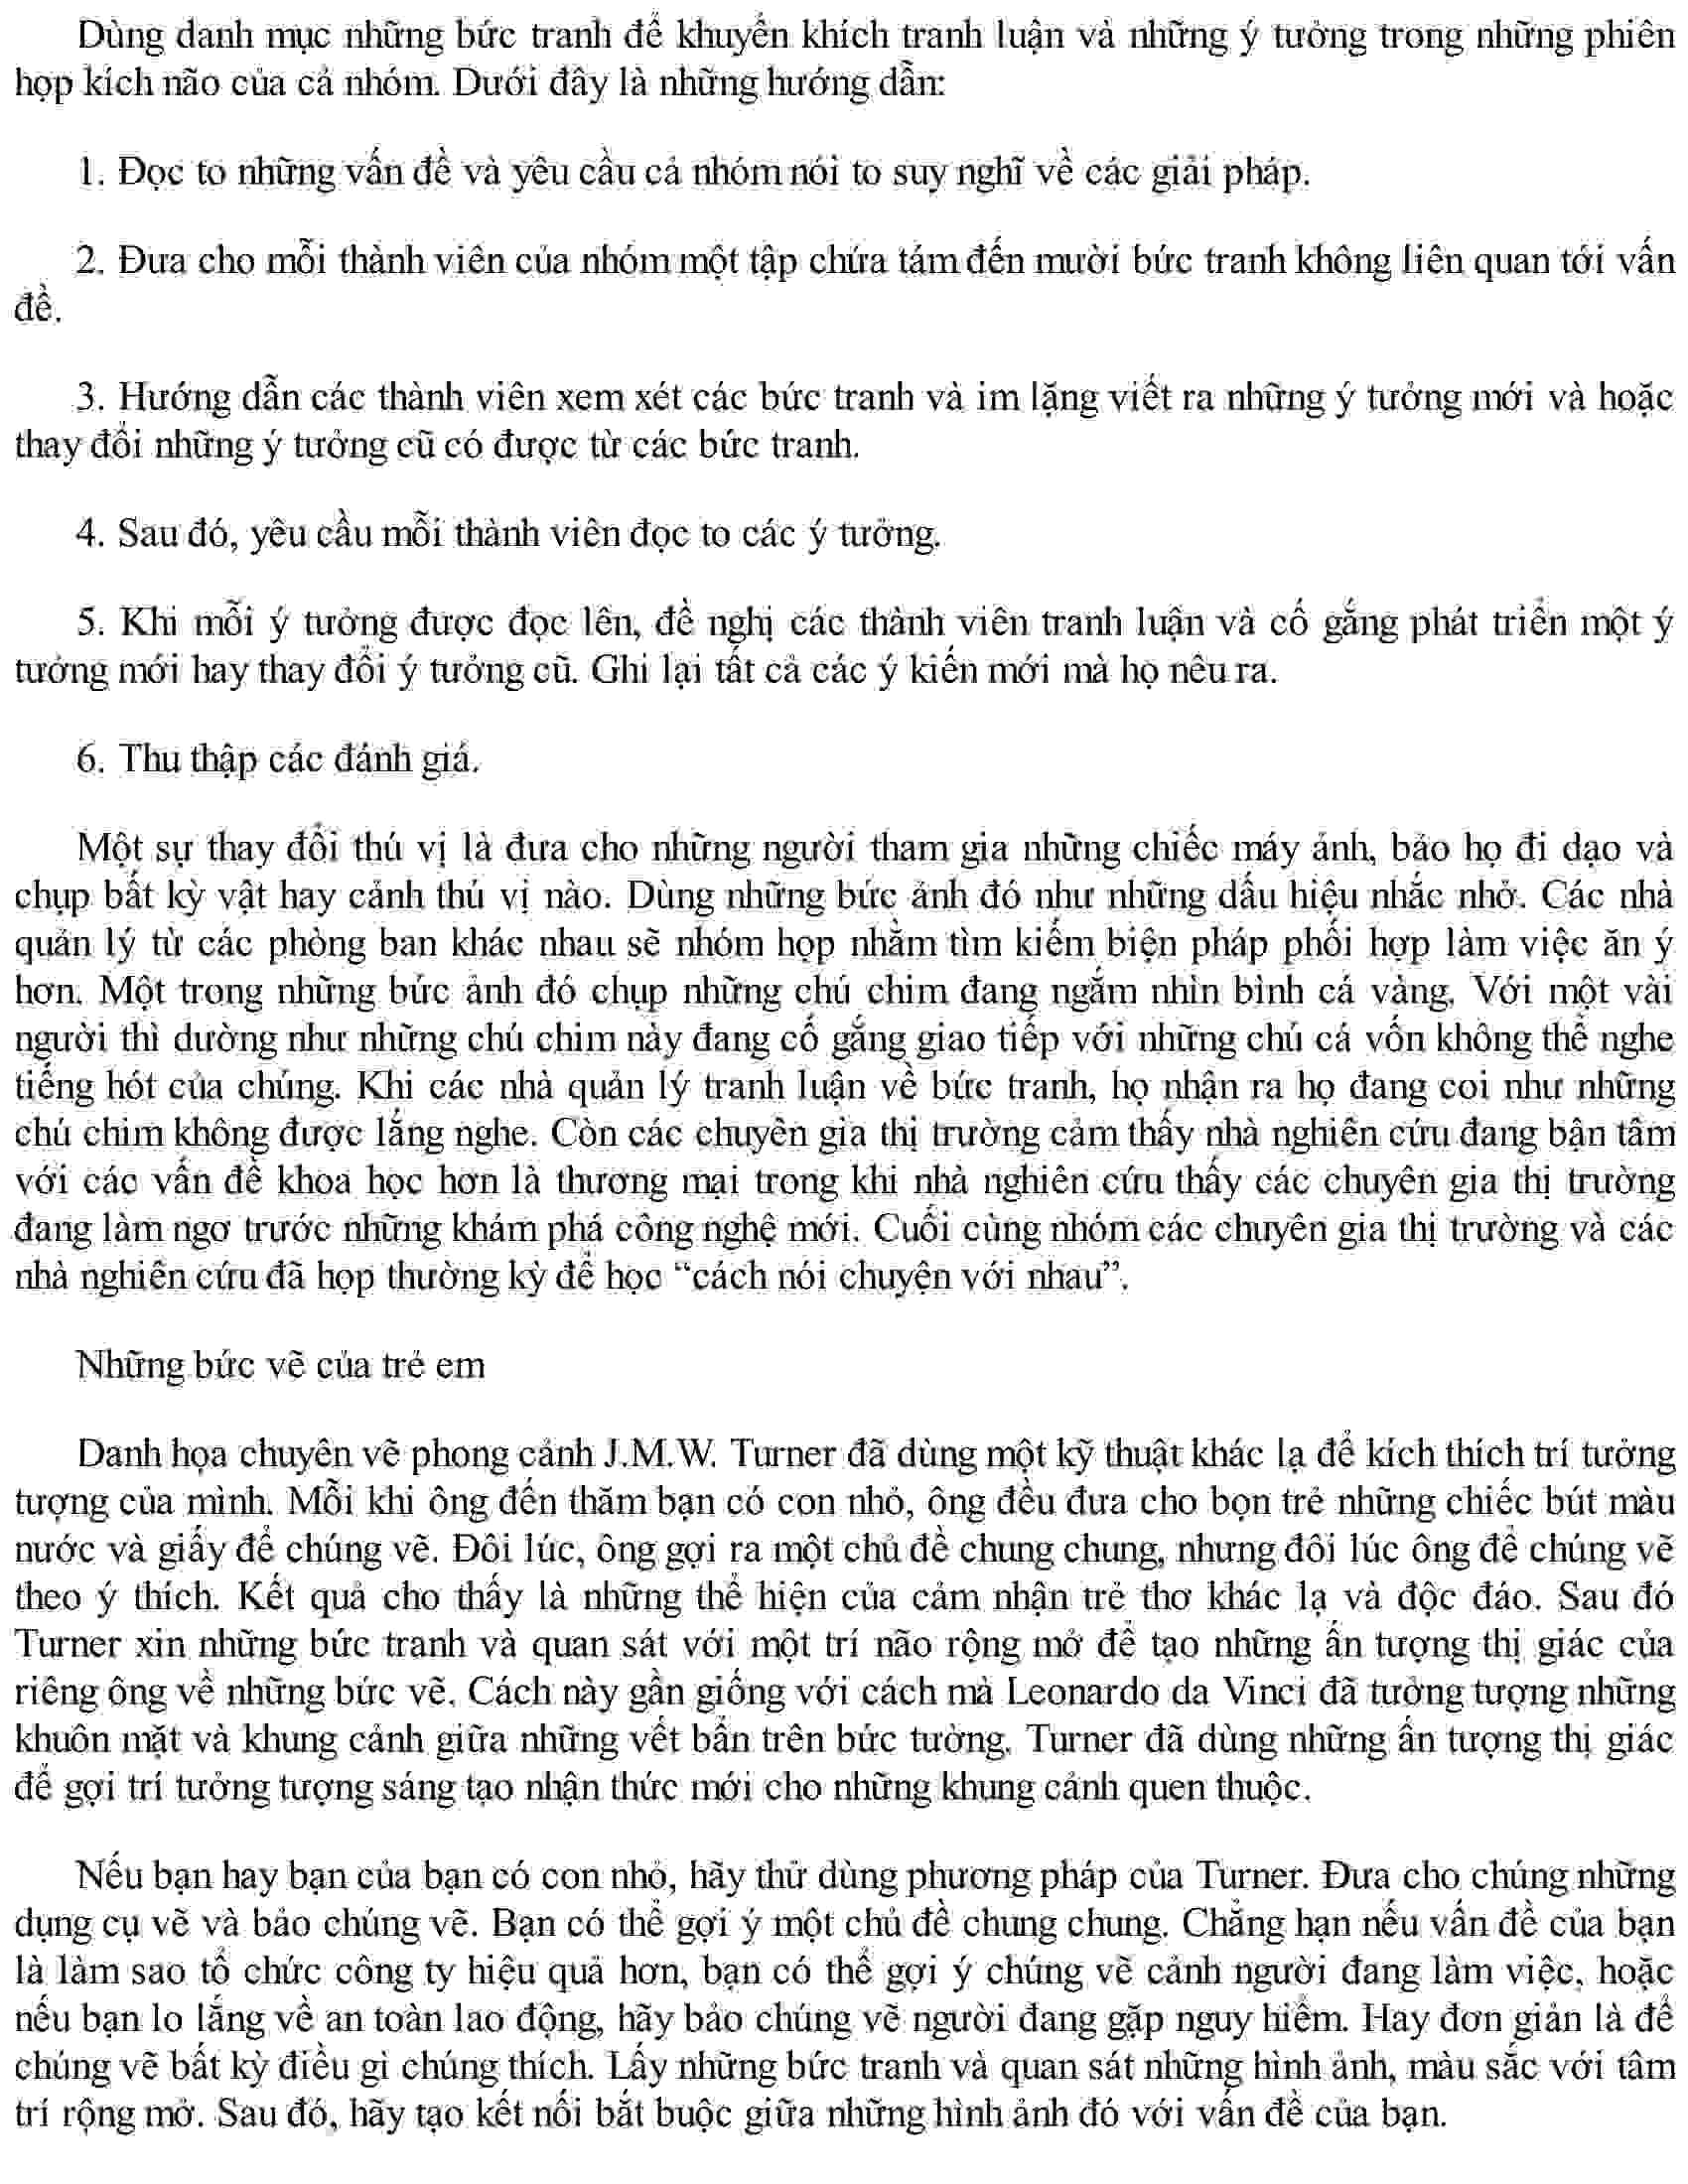 Dùng danh mục những bức tranh để khuyến khích tranh luận và những ý tưởng trong những phiên
họp kích não của cả nhóm. Dưới đây là những hướng dẫn:
1. Đọc to những vấn đề và yêu cầu cả nhóm nói to suy nghĩ về các giải pháp.
2. Đưa cho mỗi thành viên của nhóm một tập chứa tám đến mười bức tranh không liên quan tới vấn
đề.
3. Hướng dẫn các thành viên xem xét các bức tranh và im lặng viết ra những ý tưởng mới và hoặc
thay đổi những ý tưởng cũ có được từ các bức tranh.
4. Sau đó, yêu cầu mỗi thành viên đọc to các ý tưởng.
5. Khi mỗi ý tưởng được đọc lên, đề nghị các thành viên tranh luận và cố gắng phát triển một ý
tưởng mới hay thay đổi ý tưởng cũ. Ghi lại tất cả các ý kiến mới mà họ nêu ra.
6. Thu thập các đánh giá.
Một sự thay đổi thú vị là đưa cho những người tham gia những chiếc máy ảnh, bảo họ đi dạo và
chụp bất kỳ vật hay cảnh thú vị nào. Dùng những bức ảnh đó như những dấu hiệu nhắc nhở. Các nhà
quản lý từ các phòng ban khác nhau sẽ nhóm họp nhằm tìm kiếm biện pháp phối hợp làm việc ăn ý
hơn. Một trong những bức ảnh đó chụp những chú chim đang ngắm nhìn bình cá vàng. Với một vài
người thì dường như những chú chim này đang cố gắng giao tiếp với những chú cá vốn không thể nghe
tiếng hót của chúng. Khi các nhà quản lý tranh luận về bức tranh, họ nhận ra họ đang coi như những
chú chim không được lắng nghe. Còn các chuyên gia thị trường cảm thấy nhà nghiên cứu đang bận tâm
với các vấn đề khoa học hơn là thương mại trong khi nhà nghiên cứu thấy các chuyên gia thị trường
đang làm ngơ trước những khám phá công nghệ mới. Cuối cùng nhóm các chuyên gia thị trường và các
nhà nghiên cứu đã họp thường kỳ để học “cách nói chuyện với nhau”.
Những bức vẽ của trẻ em
Danh họa chuyên vẽ phong cảnh J.M.W. Turner đã dùng một kỹ thuật khác lạ để kích thích trí tưởng
tượng của mình. Mỗi khi ông đến thăm bạn có con nhỏ, ông đều đưa cho bọn trẻ những chiếc bút màu
nước và giấy để chúng vẽ. Đôi lúc, ông gợi ra một chủ đề chung chung, nhưng đôi lúc ông để chúng vẽ
theo ý thích. Kết quả cho thấy là những thể hiện của cảm nhận trẻ thơ khác lạ và độc đáo. Sau đó
Turner xin những bức tranh và quan sát với một trí não rộng mở để tạo những ấn tượng thị giác của
riêng ông về những bức vẽ. Cách này gần giống với cách mà Leonardo da Vinci đã tưởng tượng những
khuôn mặt và khung cảnh giữa những vết bẩn trên bức tường. Turner đã dùng những ấn tượng thị giác
để gợi trí tưởng tượng sáng tạo nhận thức mới cho những khung cảnh quen thuộc.
Nếu bạn hay bạn của bạn có con nhỏ, hãy thử dùng phương pháp của Turner. Đưa cho chúng những
dụng cụ vẽ và bảo chúng vẽ. Bạn có thể gợi ý một chủ đề chung chung. Chẳng hạn nếu vấn đề của bạn
là làm sao tổ chức công ty hiệu quả hơn, bạn có thể gợi ý chúng vẽ cảnh người đang làm việc, hoặc
nếu bạn lo lắng về an toàn lao động, hãy bảo chúng vẽ người đang gặp nguy hiểm. Hay đơn giản là để
chúng vẽ bất kỳ điều gì chúng thích. Lấy những bức tranh và quan sát những hình ảnh, màu sắc với tâm
trí rộng mở. Sau đó, hãy tạo kết nối bắt buộc giữa những hình ảnh đó với vấn đề của bạn.